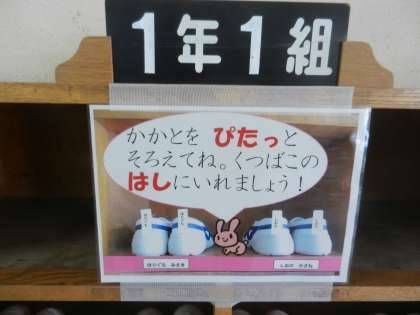 1年1組
かかとを ぴたっと
そろえてね。くつばこの
はしにいれましょう!